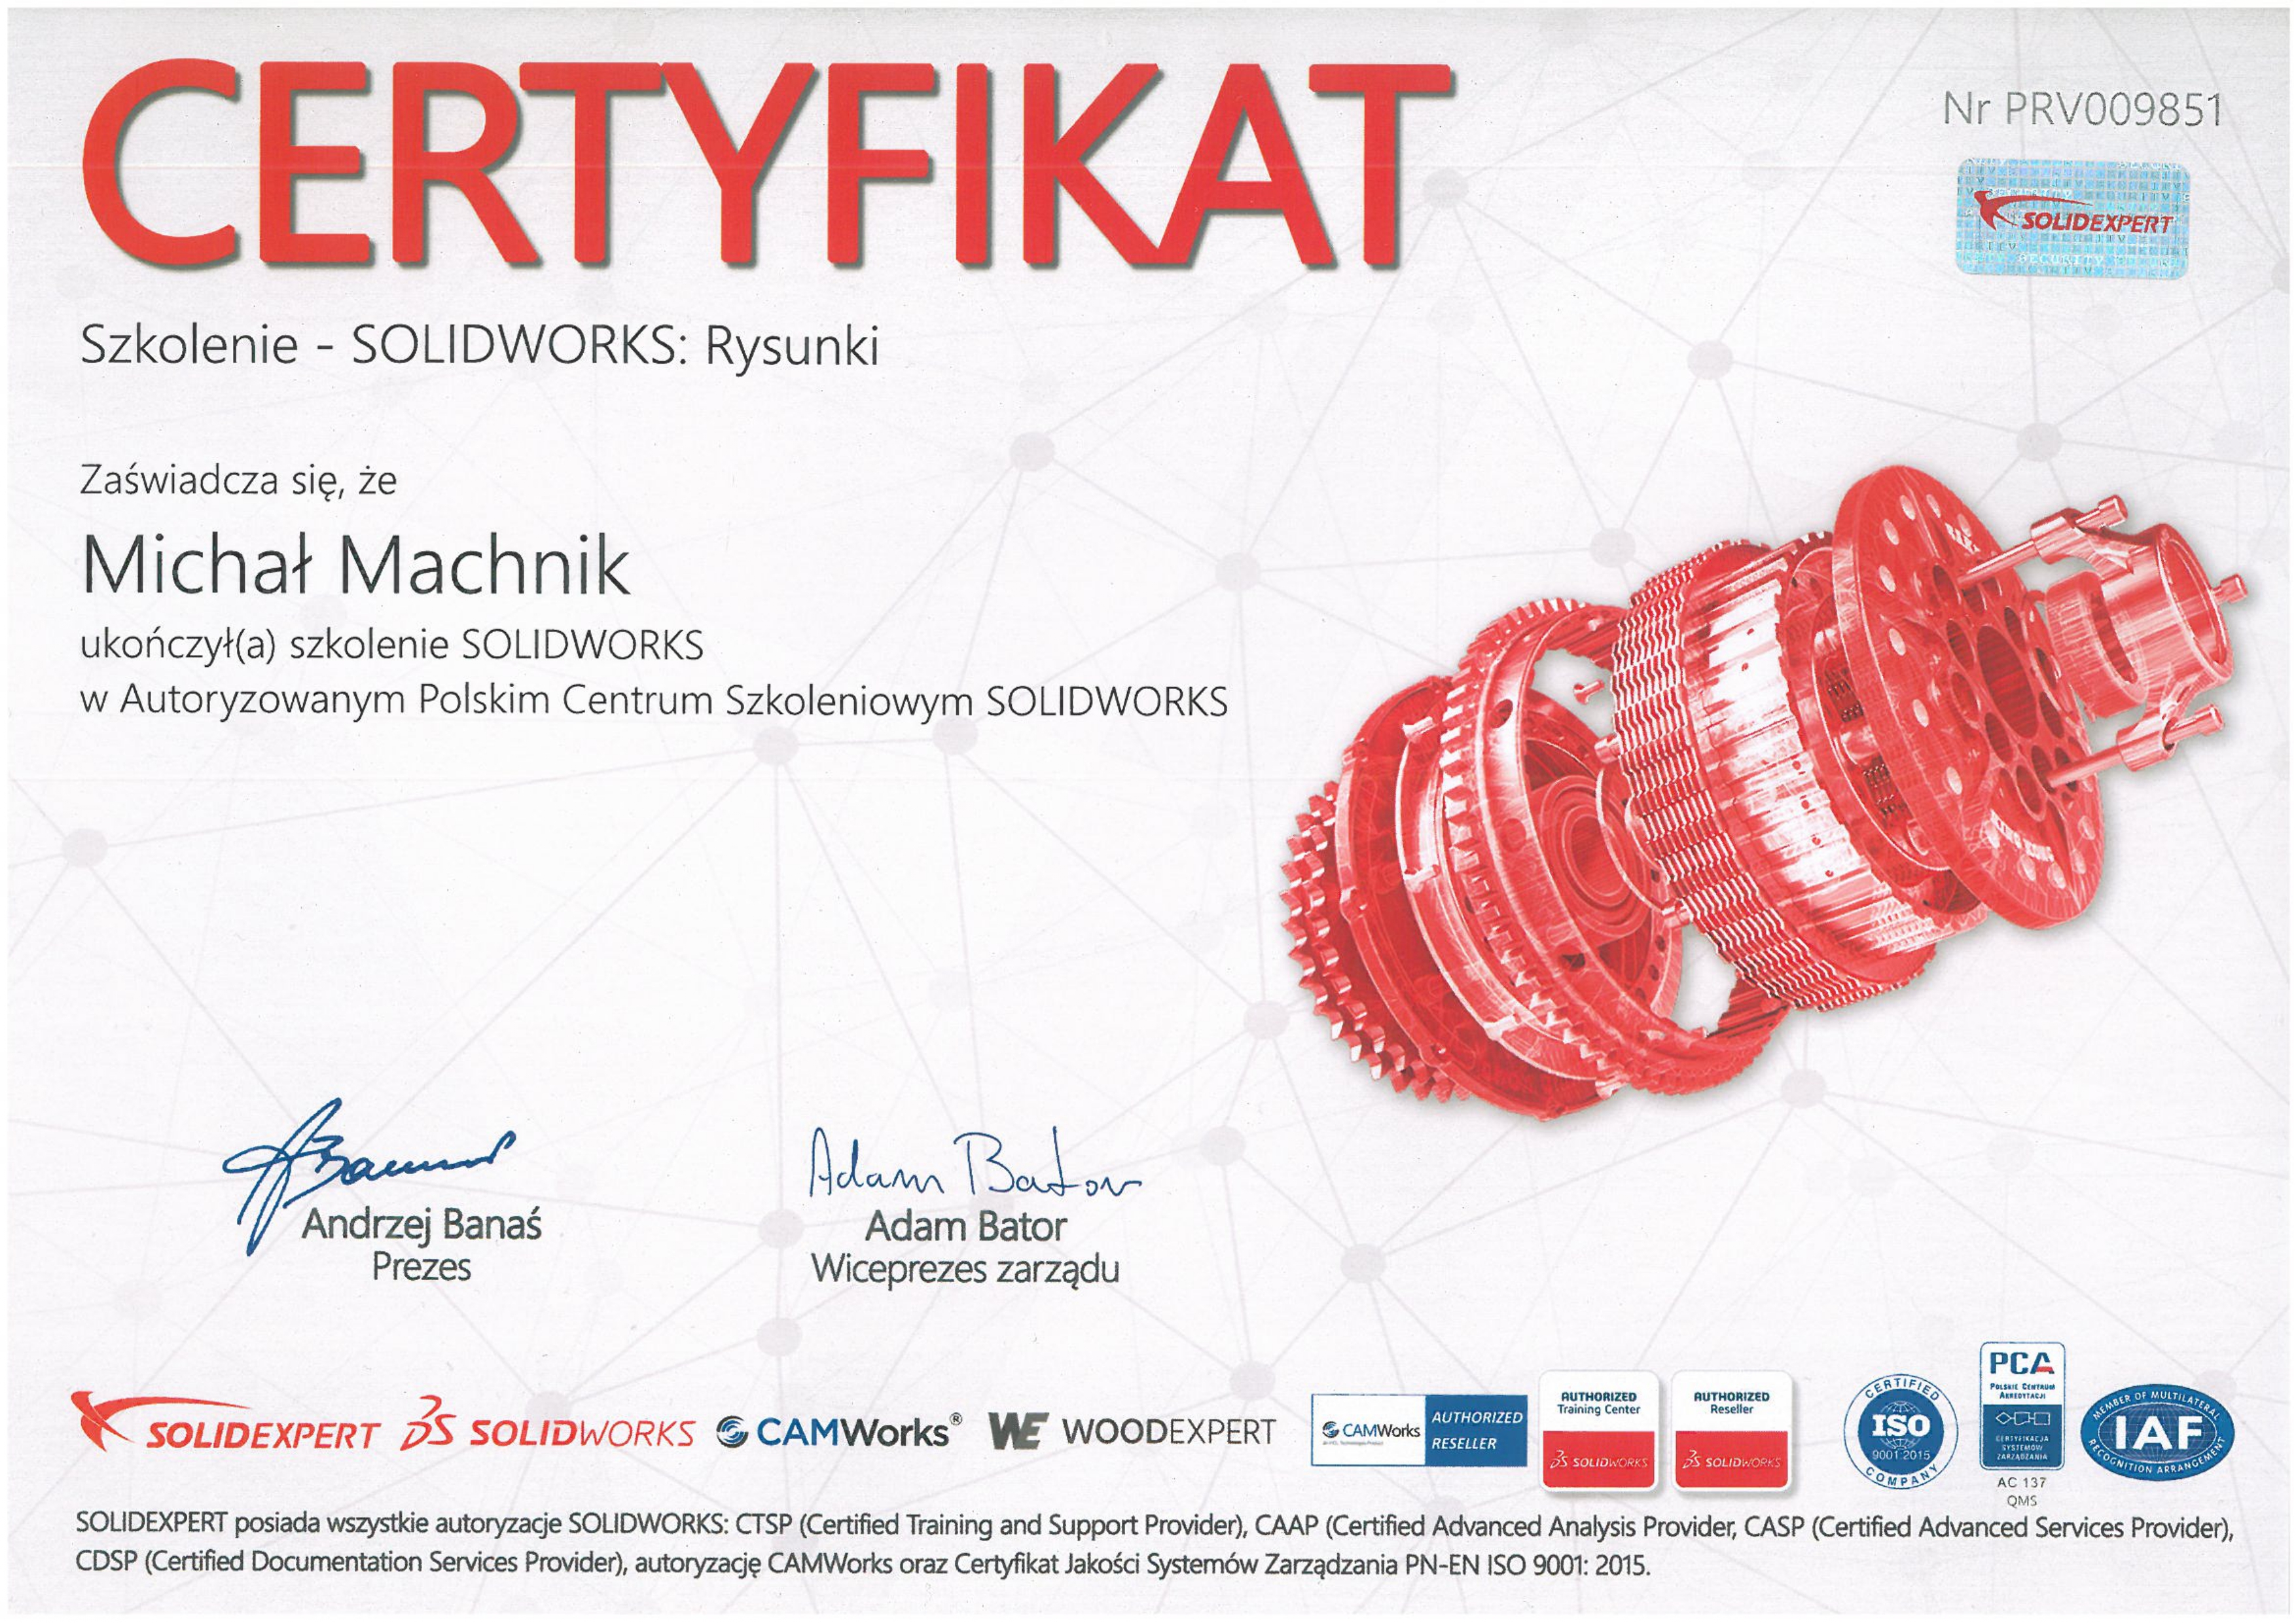 CERTYFIKAT
Nr PRV009851
SOLIDEXPERT
Szkolenie - SOLIDWORKS: Rysunki
Zaświadcza się, że
Michał Machnik
ukończył(a) szkolenie SOLIDWORKS
w Autoryzowanym Polskim Centrum Szkoleniowym SOLIDWORKS
Adam Bator
Andrzej Banaś
Prezes
Adam Bator
Wiceprezes zarządu
SOLIDEXPERT
SOLIDWORKS
CAMWorks®
WE WOODEXPERT
CAMWorks
AUTHORIZED
RESELLER
AUTHORIZED
Training Center
SOLIDWORKS
AUTHORIZED
Reseller
SOLIDWORKS
CERTIFIED
ISO
9001:2015
COMPANY
PCA
POLSKIE CENTRUM
AKREDYTACJI
CERTYFIKACJA
SYSTEMÓW
ZARZĄDZANIA
AC 137
QMS
MEMBER OF MULTILATERAL
IAF
RECOGNITION ARRANGEMENT
SOLIDEXPERT posiada wszystkie autoryzacje SOLIDWORKS: CTSP (Certified Training and Support Provider), CAAP (Certified Advanced Analysis Provider, CASP (Certified Advanced Services Provider),
CDSP (Certified Documentation Services Provider), autoryzację CAMWorks oraz Certyfikat Jakości Systemów Zarządzania PN-EN ISO 9001: 2015.